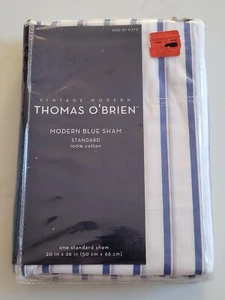 VINTAGE MODERN
THOMAS O'BRIEN
MODERN BLUE SHAM
STANDARD
100% cotton
one standard sham
20 in x 26 in (50 cm x 66 cm)